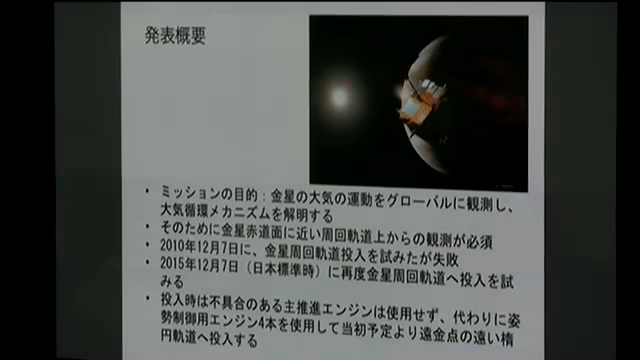 発表概要
• ミッションの目的：金星の大気の運動をグローバルに観測し、
大気循環メカニズムを解明する
• そのために金星赤道面に近い周回軌道上からの観測が必須
• 2010年12月7日に、金星周回軌道投入を試みたが失敗
• 2015年12月7日（日本標準時）に再度金星周回軌道へ投入を試
みる
• 投入時は不具合のある主推進エンジンは使用せず、代わりに姿
勢制御用エンジン4本を使用して当初予定より遠金点の遠い楕
円軌道へ投入する